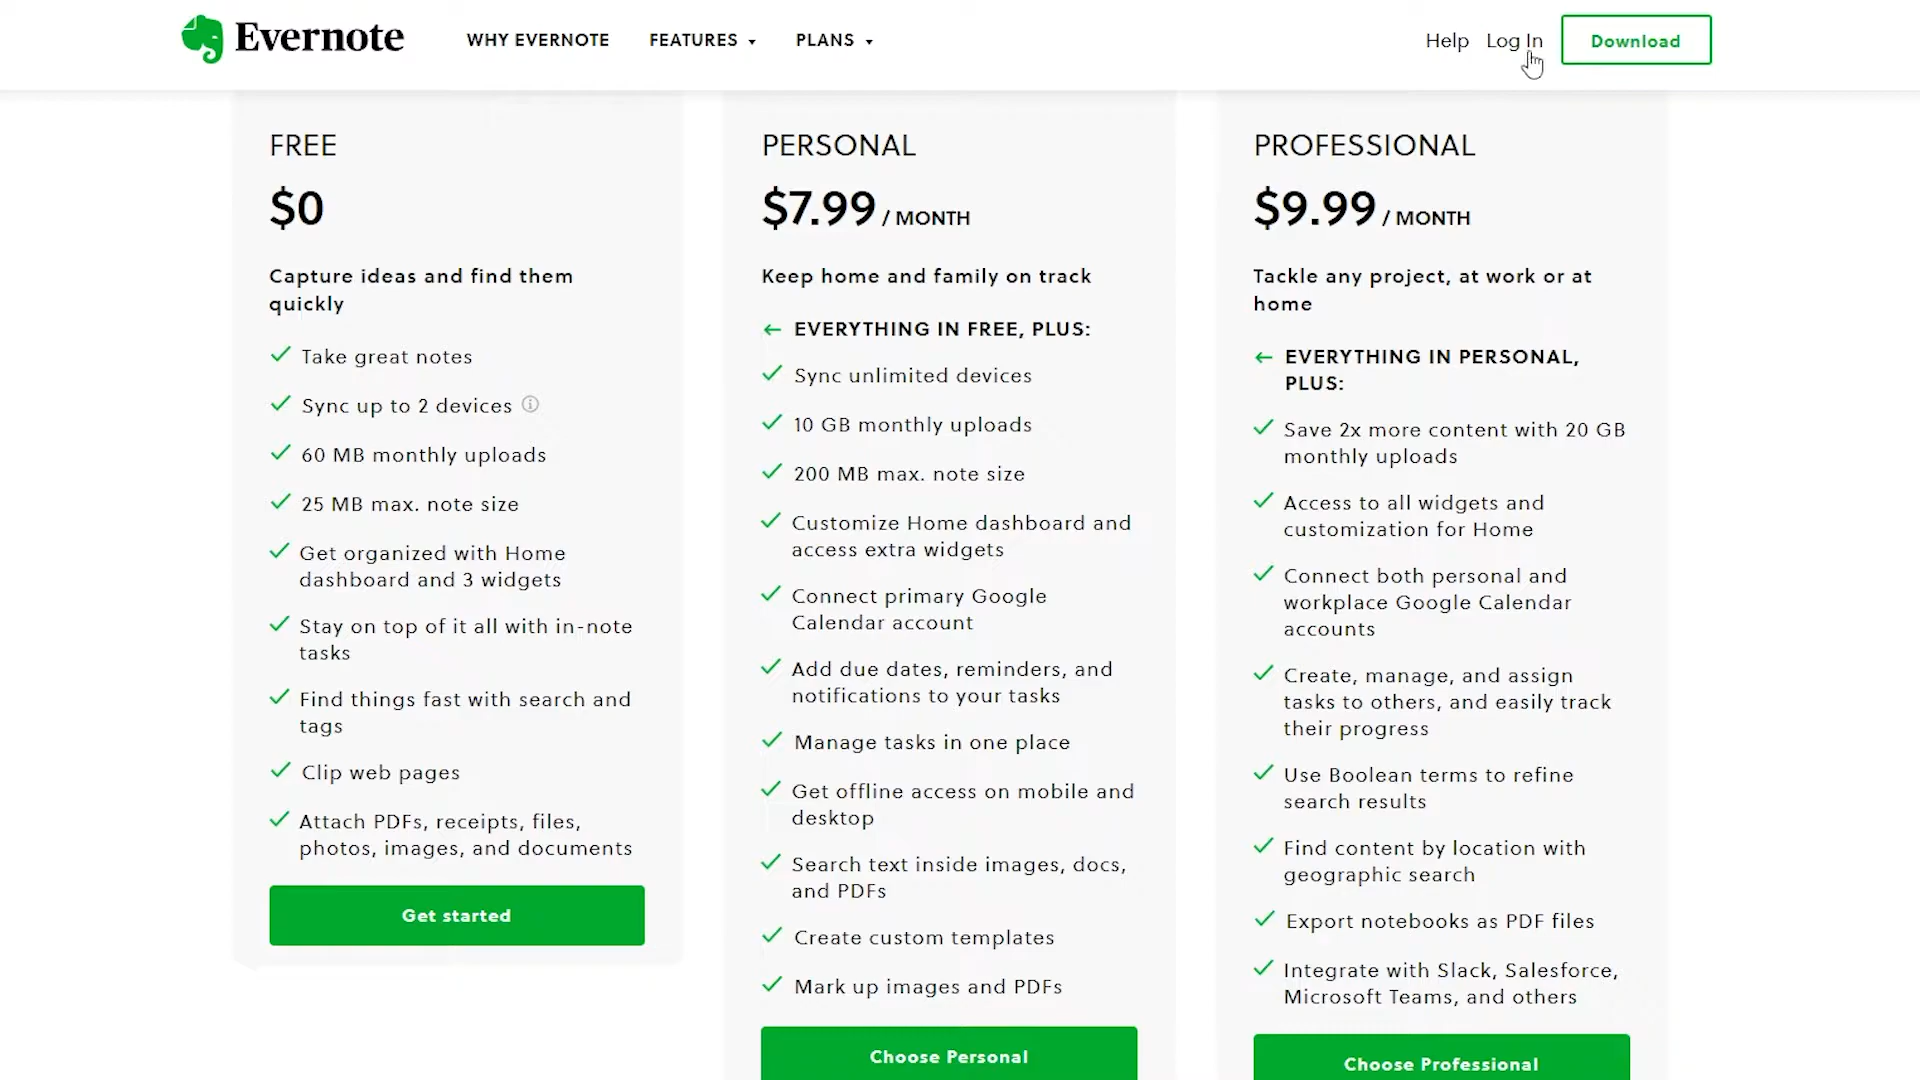 Evernote
WHY EVERNOTE
FEATURES
PLANS
Help
Log In
Download
FREE
$0
Capture ideas and find them
quickly
Take great notes
Sync up to 2 devices
60 MB monthly uploads
25 MB max. note size
Get organized with Home
dashboard and 3 widgets
Stay on top of it all with in-note
tasks
Find things fast with search and
tags
Clip web pages
Attach PDFs, receipts, files,
photos, images, and documents
Get started
PERSONAL
$7.99 / MONTH
Keep home and family on track
EVERYTHING IN FREE, PLUS:
Sync unlimited devices
10 GB monthly uploads
200 MB max. note size
Customize Home dashboard and
access extra widgets
Connect primary Google
Calendar account
Add due dates, reminders, and
notifications to your tasks
Manage tasks in one place
Get offline access on mobile and
desktop
Search text inside images, docs,
and PDFs
Create custom templates
Mark up images and PDFs
Choose Personal
PROFESSIONAL
$9.99 / MONTH
Tackle any project, at work or at
home
EVERYTHING IN PERSONAL,
PLUS:
Save 2x more content with 20 GB
monthly uploads
Access to all widgets and
customization for Home
Connect both personal and
workplace Google Calendar
accounts
Create, manage, and assign
tasks to others, and easily track
their progress
Use Boolean terms to refine
search results
Find content by location with
geographic search
Export notebooks as PDF files
Integrate with Slack, Salesforce,
Microsoft Teams, and others
Choose Professional